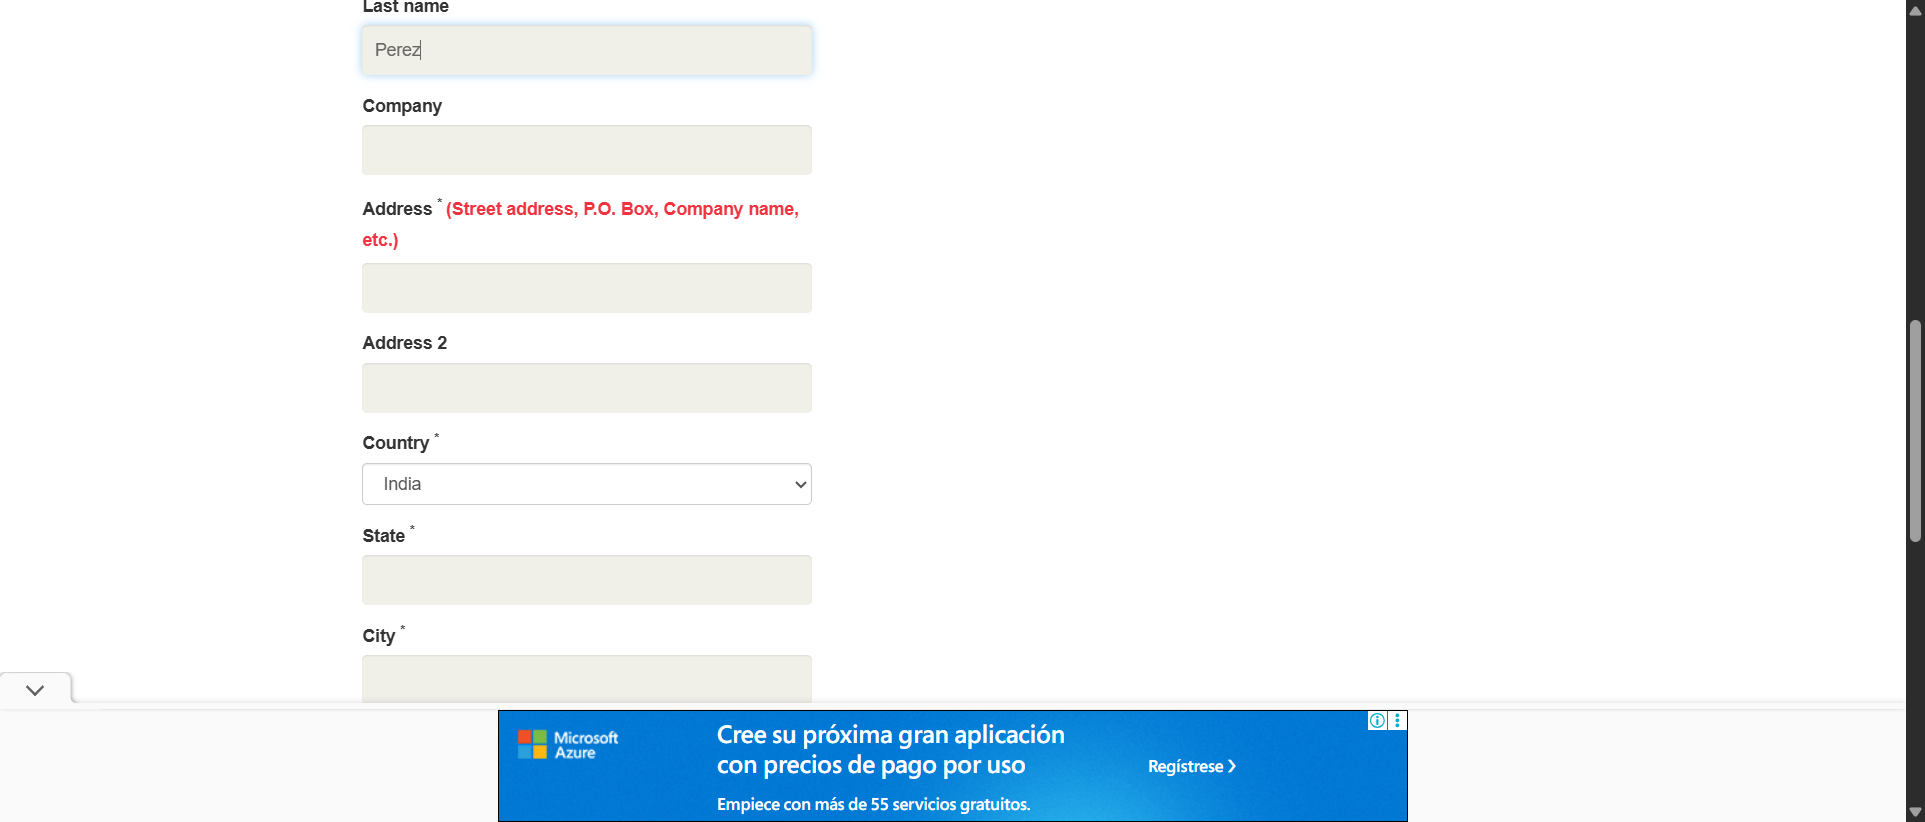 Last name
Perez
Company
Address * (Street address, P.O. Box, Company name,
etc.)
Address 2
Country *
India
State *
City *
Microsoft
Azure
Cree su próxima gran aplicación
con precios de pago por uso
Regístrese
Empiece con más de 55 servicios gratuitos.